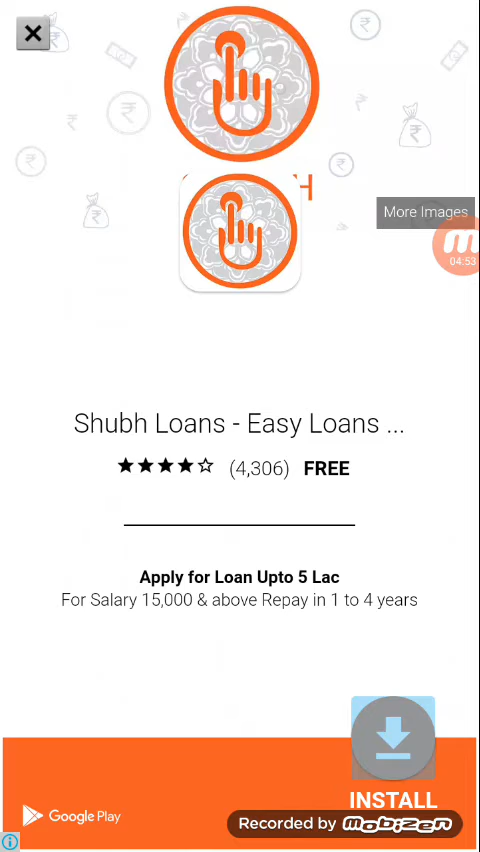 H
More Images
04:53
Shubh Loans - Easy Loans ...
(4,306) FREE
Apply for Loan Upto 5 Lac
For Salary 15,000 & above Repay in 1 to 4 years
INSTALL
Google Play
Recorded by mobizen